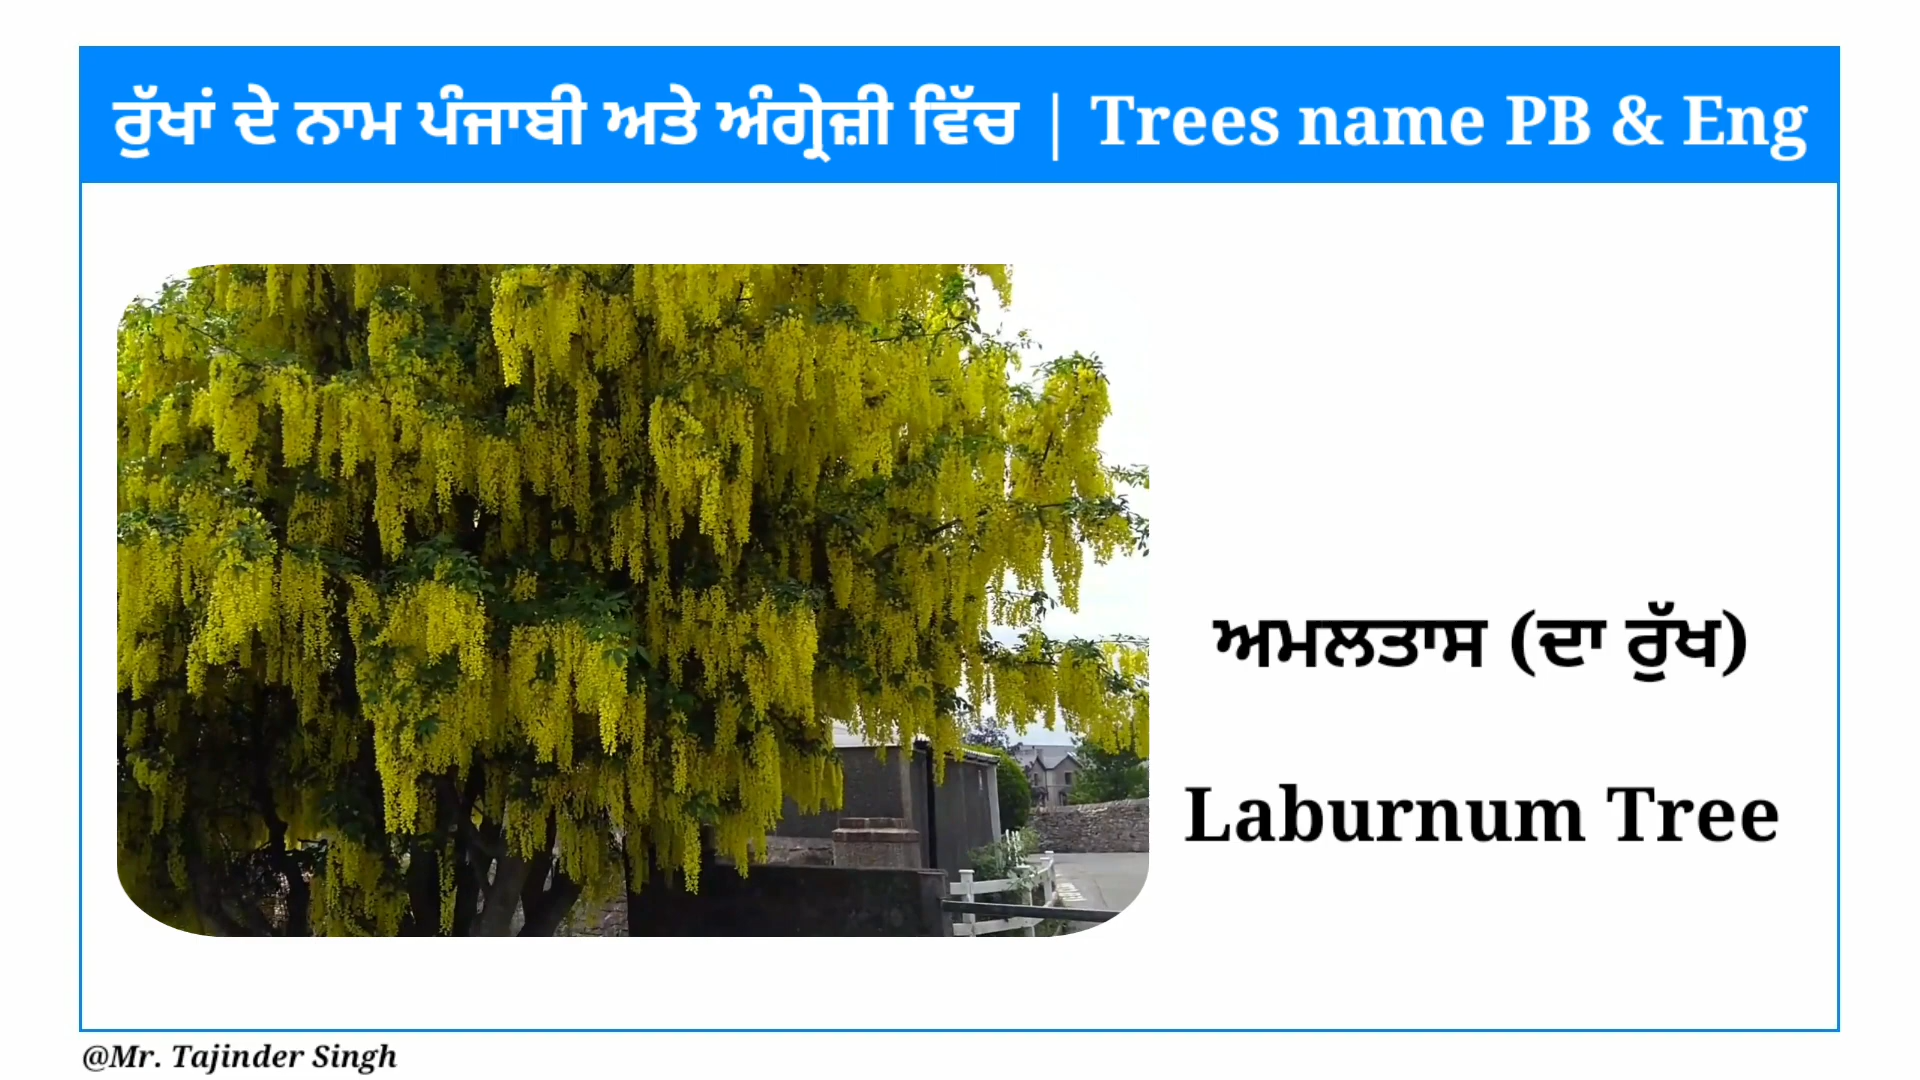 ਰੁੱਖਾਂ ਦੇ ਨਾਮ ਪੰਜਾਬੀ ਅਤੇ ਅੰਗ੍ਰੇਜ਼ੀ ਵਿੱਚ | Trees name PB & Eng
ਅਮਲਤਾਸ (ਦਾ ਰੁੱਖ)
Laburnum Tree
@Mr. Tajinder Singh